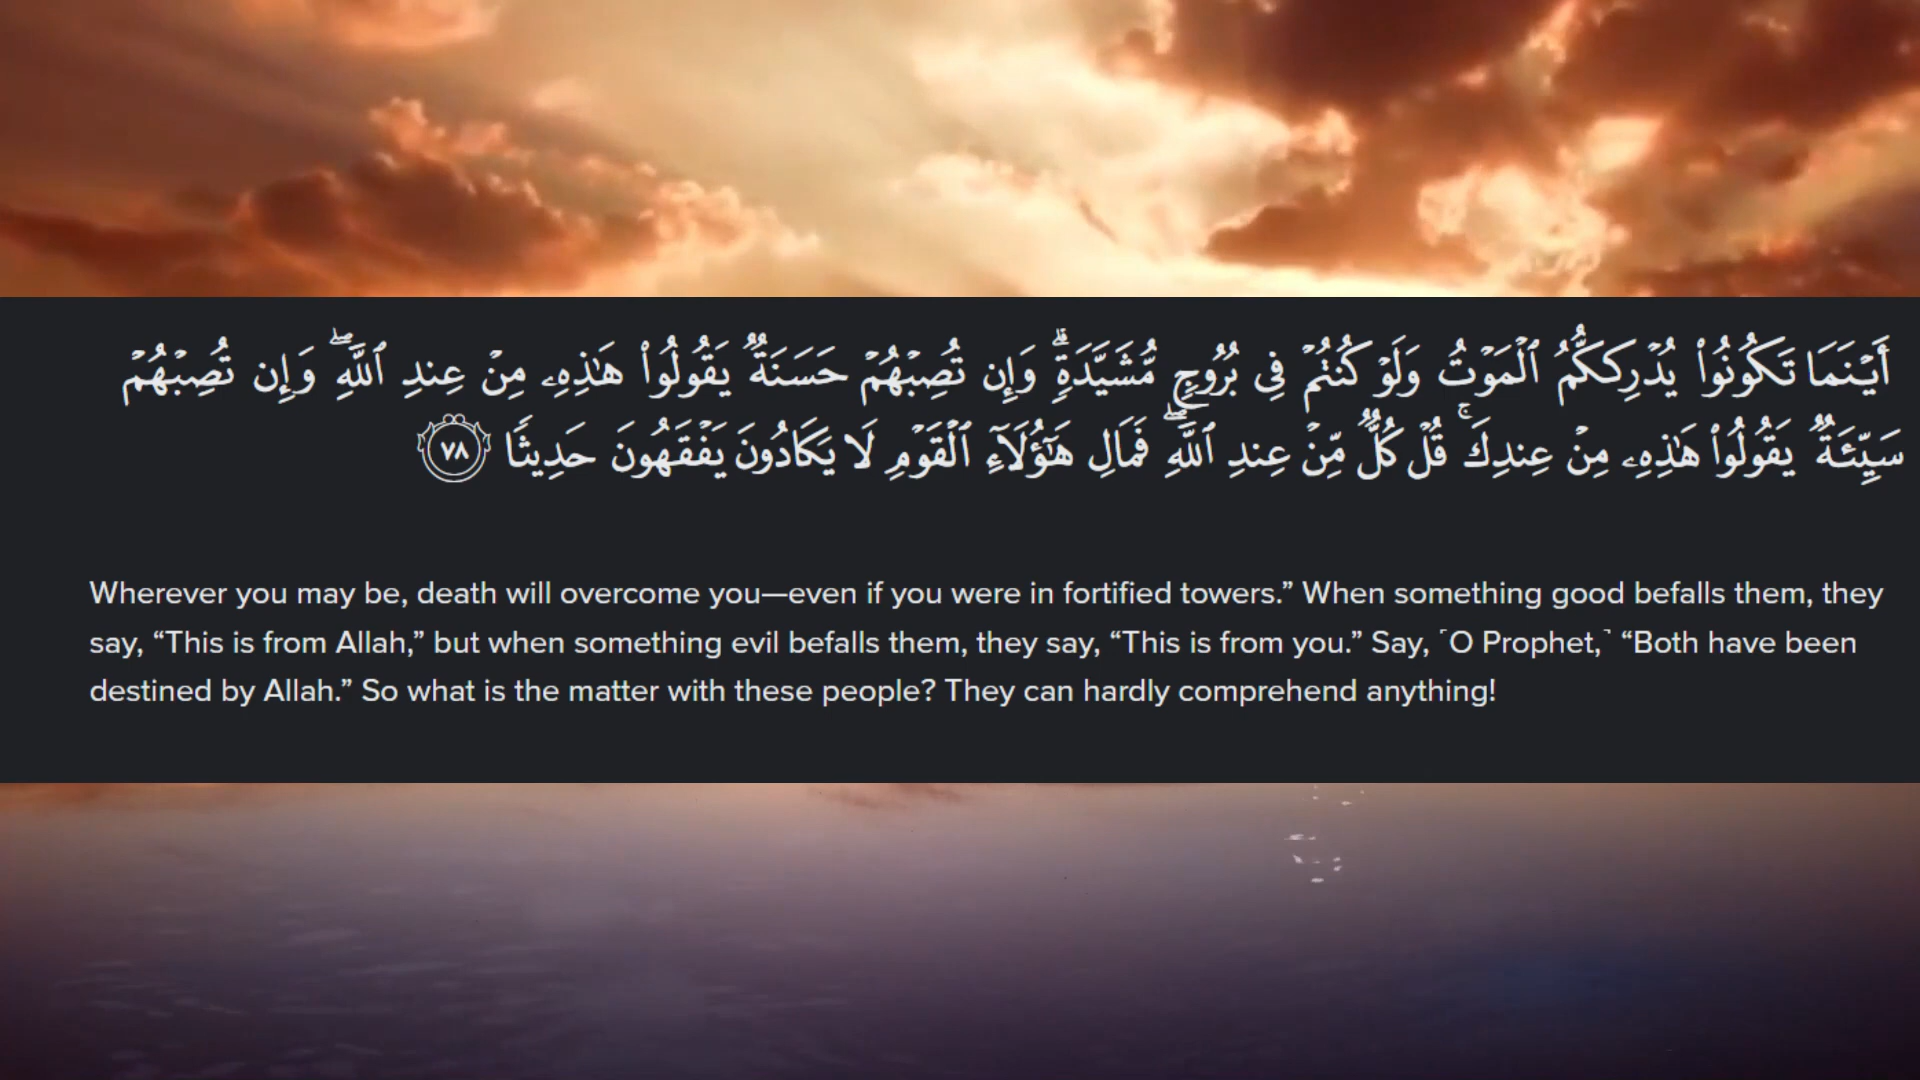 أَيۡنَمَا تَكُونُواْ يُدۡرِككُّمُ ٱلۡمَوۡتُ وَلَوۡ كُنتُمۡ فِى بُرُوجٍ مُّشَيَّدَةٍۗ وَإِن تُصِبۡهُمۡ حَسَنَةٌ يَقُولُواْ هَـٰذِهِۦ مِنۡ عِندِ ٱللَّهِۖ وَإِن تُصِبۡهُمۡ
سَيِّئَةٌ يَقُولُواْ هَـٰذِهِۦ مِنۡ عِندِكَۚ قُلۡ كُلٌّ مِّنۡ عِندِ ٱللَّهِۖ فَمَالِ هَـٰٓؤُلَآءِ ٱلۡقَوۡمِ لَا يَكَادُونَ يَفۡقَهُونَ حَدِيثًا ٧٨
Wherever you may be, death will overcome you—even if you were in fortified towers.” When something good befalls them, they
say, “This is from Allah,” but when something evil befalls them, they say, “This is from you.” Say, ˹O Prophet,˺ “Both have been
destined by Allah.” So what is the matter with these people? They can hardly comprehend anything!